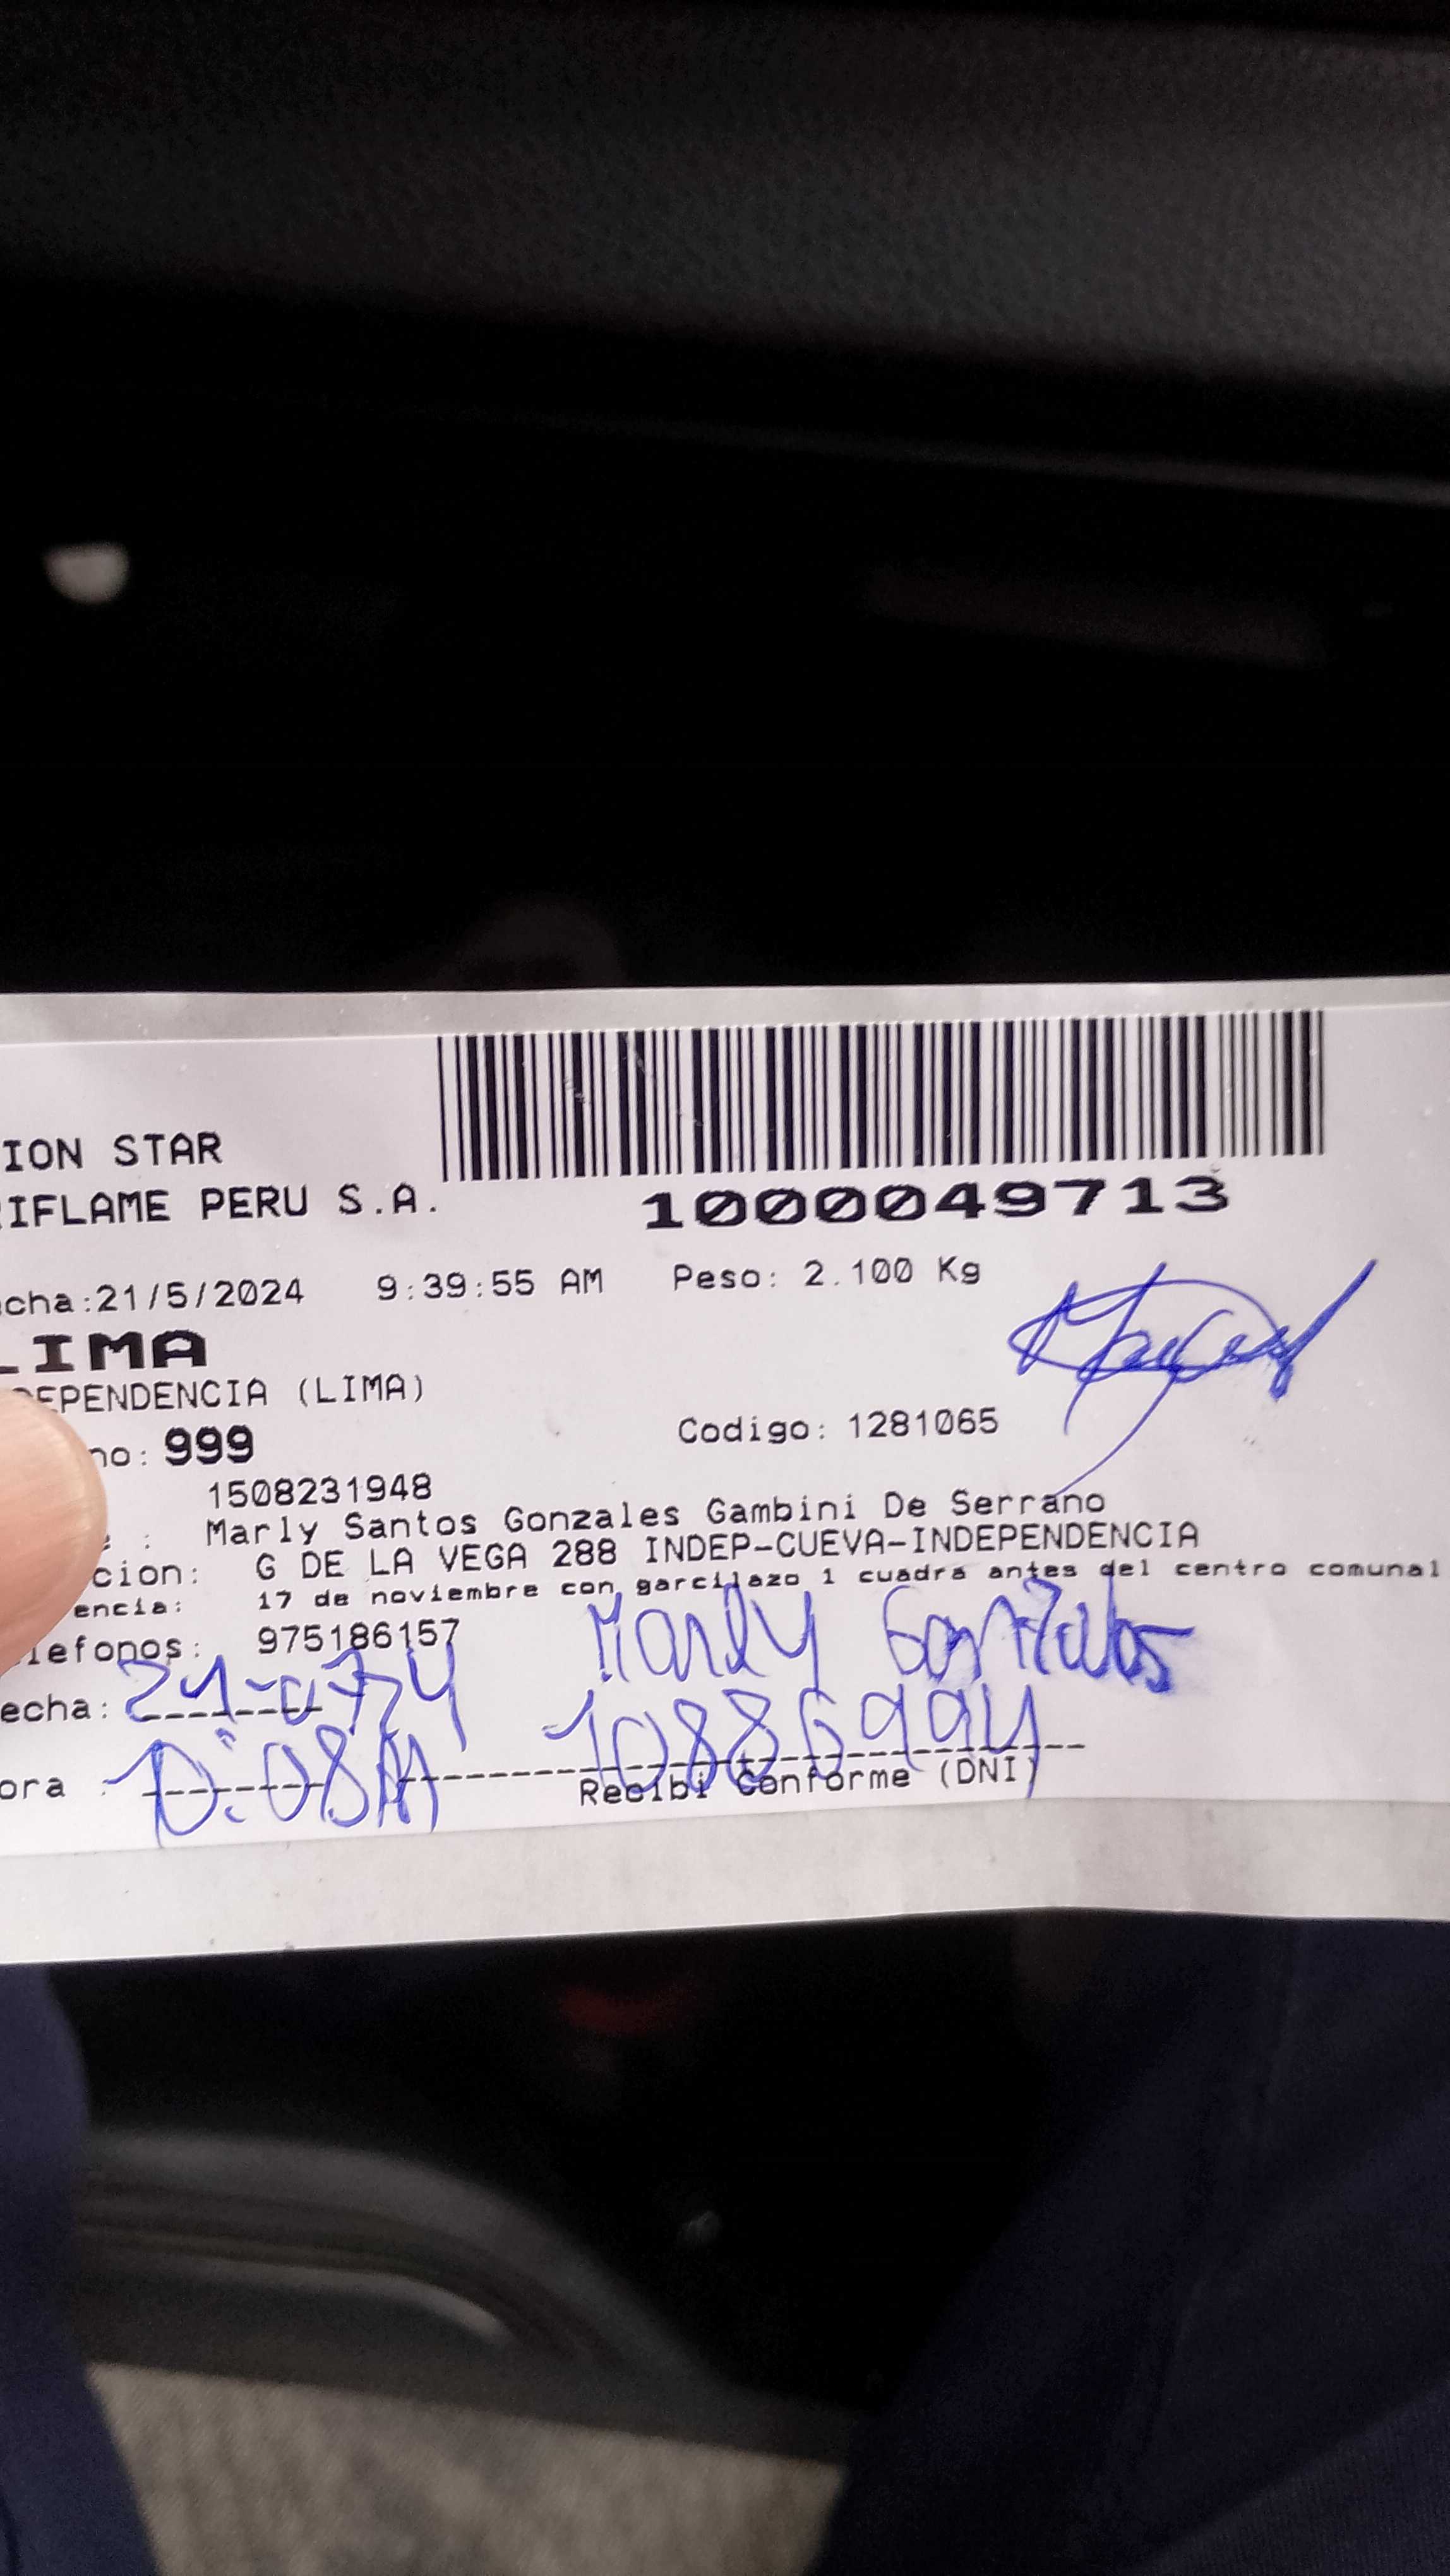 ION STAR
RIFLAME PERU S.A.
1000049713
cha:21/5/2024 9:39:55 AM Peso: 2.100 Kg
LIMA
DEPENDENCIA (LIMA)
no: 999 Codigo: 1281065
1508231948
: Marly Santos Gonzales Gambini De Serrano
cion: G DE LA VEGA 288 INDEP-CUEVA-INDEPENDENCIA
encia: 17 de noviembre con garcilazo 1 cuadra antes del centro comunal
lefonos: 975186157
Marly Gonzales
echa:
10886994
ora :
Recibi Conforme (DNI)